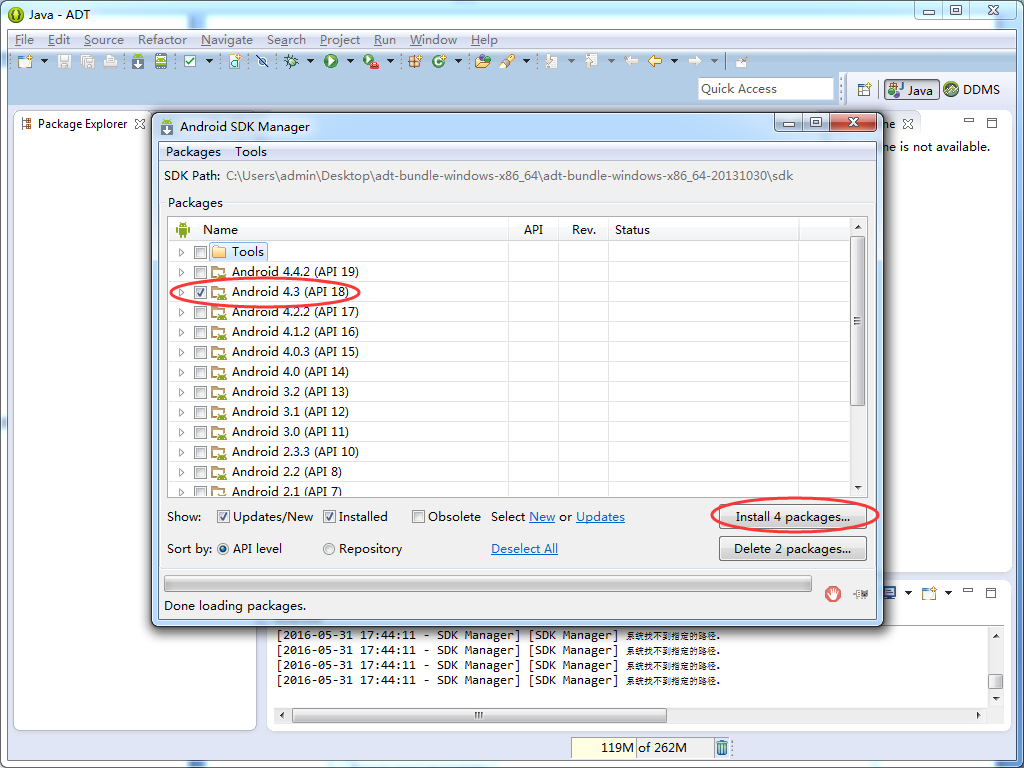 Java - ADT
File Edit Source Refactor Navigate Search Project Run Window Help
Quick Access
Java DDMS
Package Explorer
ne
ne is not available.
Android SDK Manager
Packages Tools
SDK Path: C:\Users\admin\Desktop\adt-bundle-windows-x86_64\adt-bundle-windows-x86_64-20131030\sdk
Packages
Name API Rev. Status
Tools
Android 4.4.2 (API 19)
Android 4.3 (API 18)
Android 4.2.2 (API 17)
Android 4.1.2 (API 16)
Android 4.0.3 (API 15)
Android 4.0 (API 14)
Android 3.2 (API 13)
Android 3.1 (API 12)
Android 3.0 (API 11)
Android 2.3.3 (API 10)
Android 2.2 (API 8)
Android 2.1 (API 7)
Show: Updates/New Installed Obsolete Select New or Updates Install 4 packages...
Sort by: API level Repository Deselect All Delete 2 packages...
Done loading packages.
[2016-05-31 17:44:11 - SDK Manager] [SDK Manager] 系统找不到指定的路径.
[2016-05-31 17:44:11 - SDK Manager] [SDK Manager] 系统找不到指定的路径.
[2016-05-31 17:44:11 - SDK Manager] [SDK Manager] 系统找不到指定的路径.
[2016-05-31 17:44:11 - SDK Manager] [SDK Manager] 系统找不到指定的路径.
119M of 262M